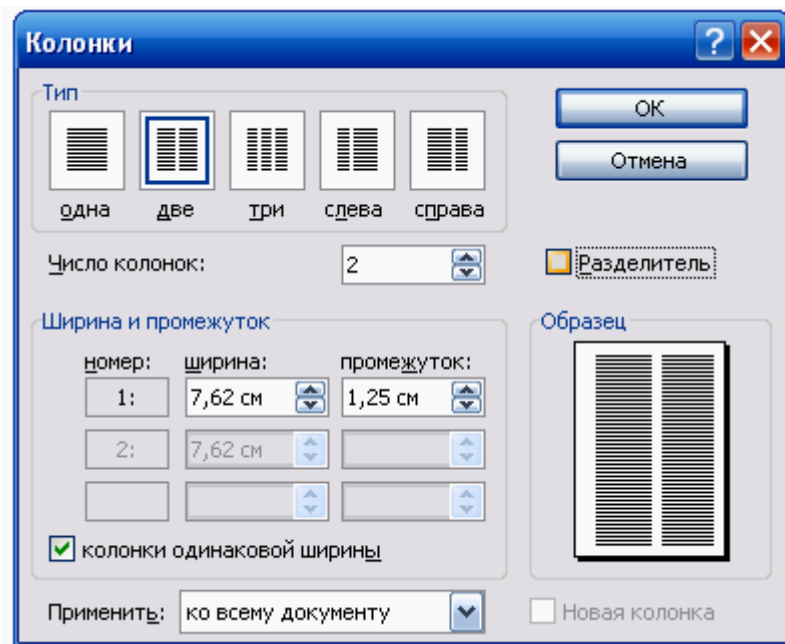 Колонки
Тип
одна две три слева справа
ОК
Отмена
Число колонок: 2
Разделитель
Ширина и промежуток
номер: ширина: промежуток:
1: 7,62 см 1,25 см
2: 7,62 см
колонки одинаковой ширины
Образец
Применить: ко всему документу
Новая колонка